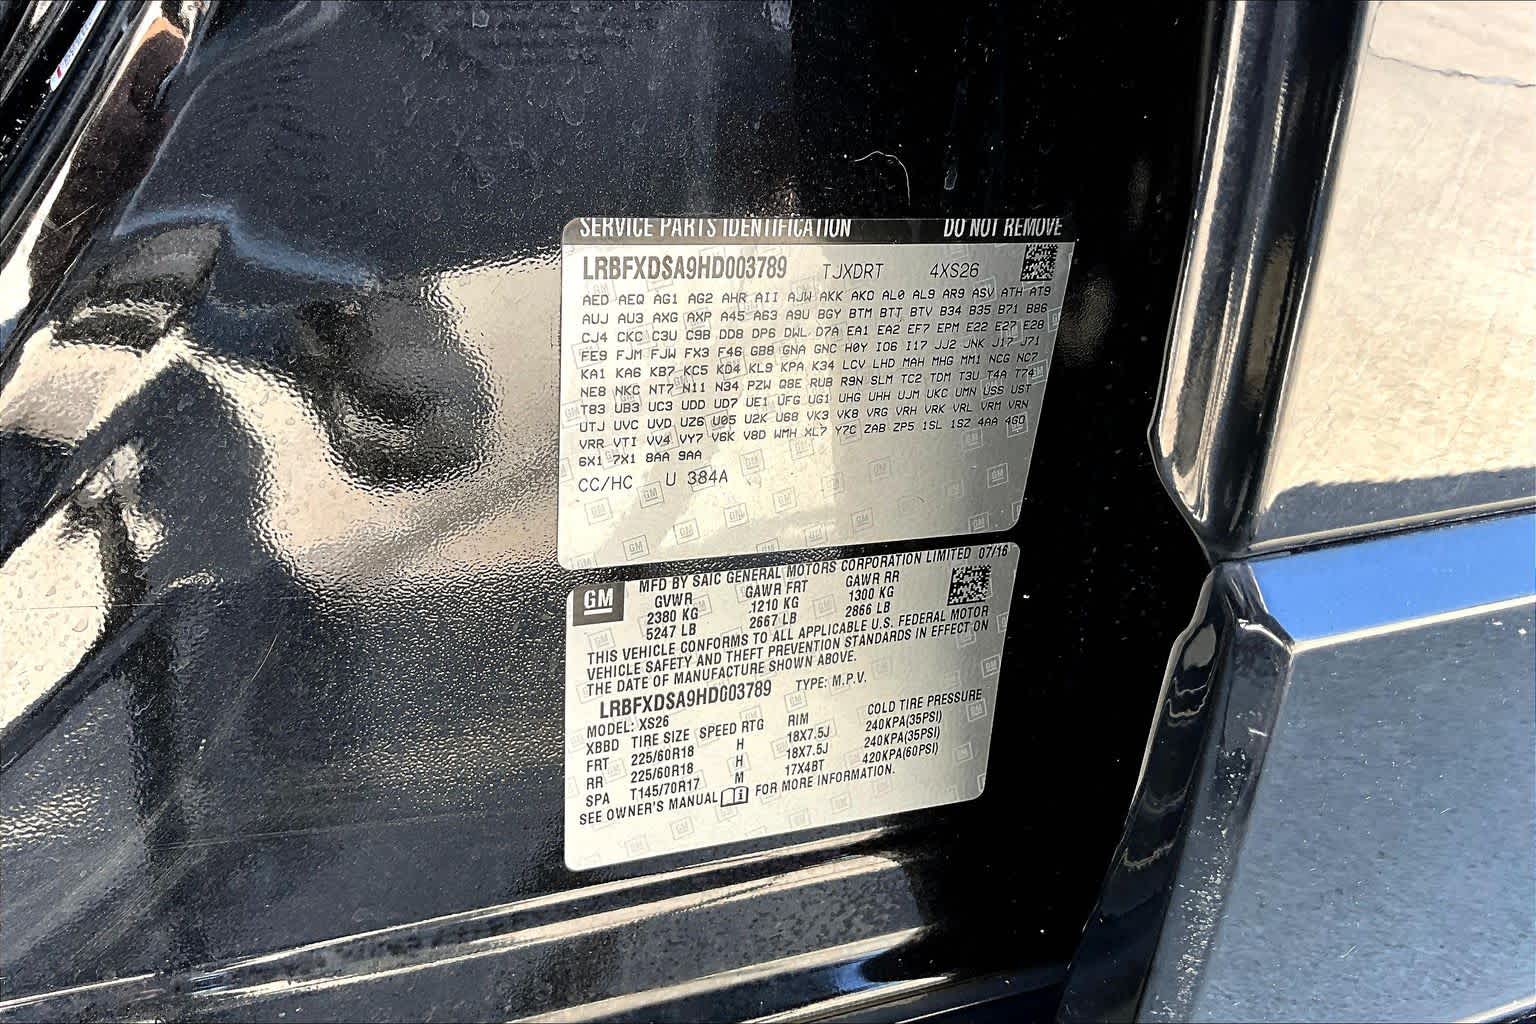 SERVICE PARTS IDENTIFICATION DO NOT REMOVE
LRBFXDSA9HD003789 TJXDRT 4XS26
AED AEQ AG1 AG2 AHR AII AJW AKK AKO AL0 AL9 AR9 ASV ATH AT9
AUJ AU3 AXG AXP A45 A63 A9U BGY BTM BTT BTV B34 B35 B71 B86
CJ4 CKC C3U C9B DD8 DP6 DWL D7A EA1 EA2 EF7 EPM E22 E27 E28
FE9 FJM FJW FX3 F46 GB8 GNA GNC H0Y IO6 I17 JJ2 JNK J17 J71
KA1 KA6 KB7 KC5 KD4 KL9 KPA K34 LCV LHD MAH MHG MM1 NCG NC7
NE8 NKC NT7 N11 N34 PZW Q8E RUB R9N SLM TC2 TDM T3U T4A T74
T83 UB3 UC3 UDD UD7 UE1 UFG UG1 UHG UHH UJM UKC UMN USS UST
UTJ UVC UVD UZ6 U05 U2K U68 VK3 VK8 VRG VRH VRK VRL VRM VRN
VRR VTI VV4 VY7 V6K V8D WMH XL7 Y7C ZAB ZP5 1SL 1SZ 4AA 4GD
6X1 7X1 8AA 9AA
CC/HC U 384A
GM MFD BY SAIC GENERAL MOTORS CORPORATION LIMITED 07/16
GVWR GAWR FRT GAWR RR
2380 KG 1210 KG 1300 KG
5247 LB 2667 LB 2866 LB
THIS VEHICLE CONFORMS TO ALL APPLICABLE U.S. FEDERAL MOTOR
VEHICLE SAFETY AND THEFT PREVENTION STANDARDS IN EFFECT ON
THE DATE OF MANUFACTURE SHOWN ABOVE.
LRBFXDSA9HD003789 TYPE: M.P.V.
MODEL: XS26
XBBD TIRE SIZE SPEED RTG RIM COLD TIRE PRESSURE
FRT 225/60R18 H 18X7.5J 240KPA(35PSI)
RR 225/60R18 H 18X7.5J 240KPA(35PSI)
SPA T145/70R17 M 17X4BT 420KPA(60PSI)
SEE OWNER'S MANUAL FOR MORE INFORMATION.